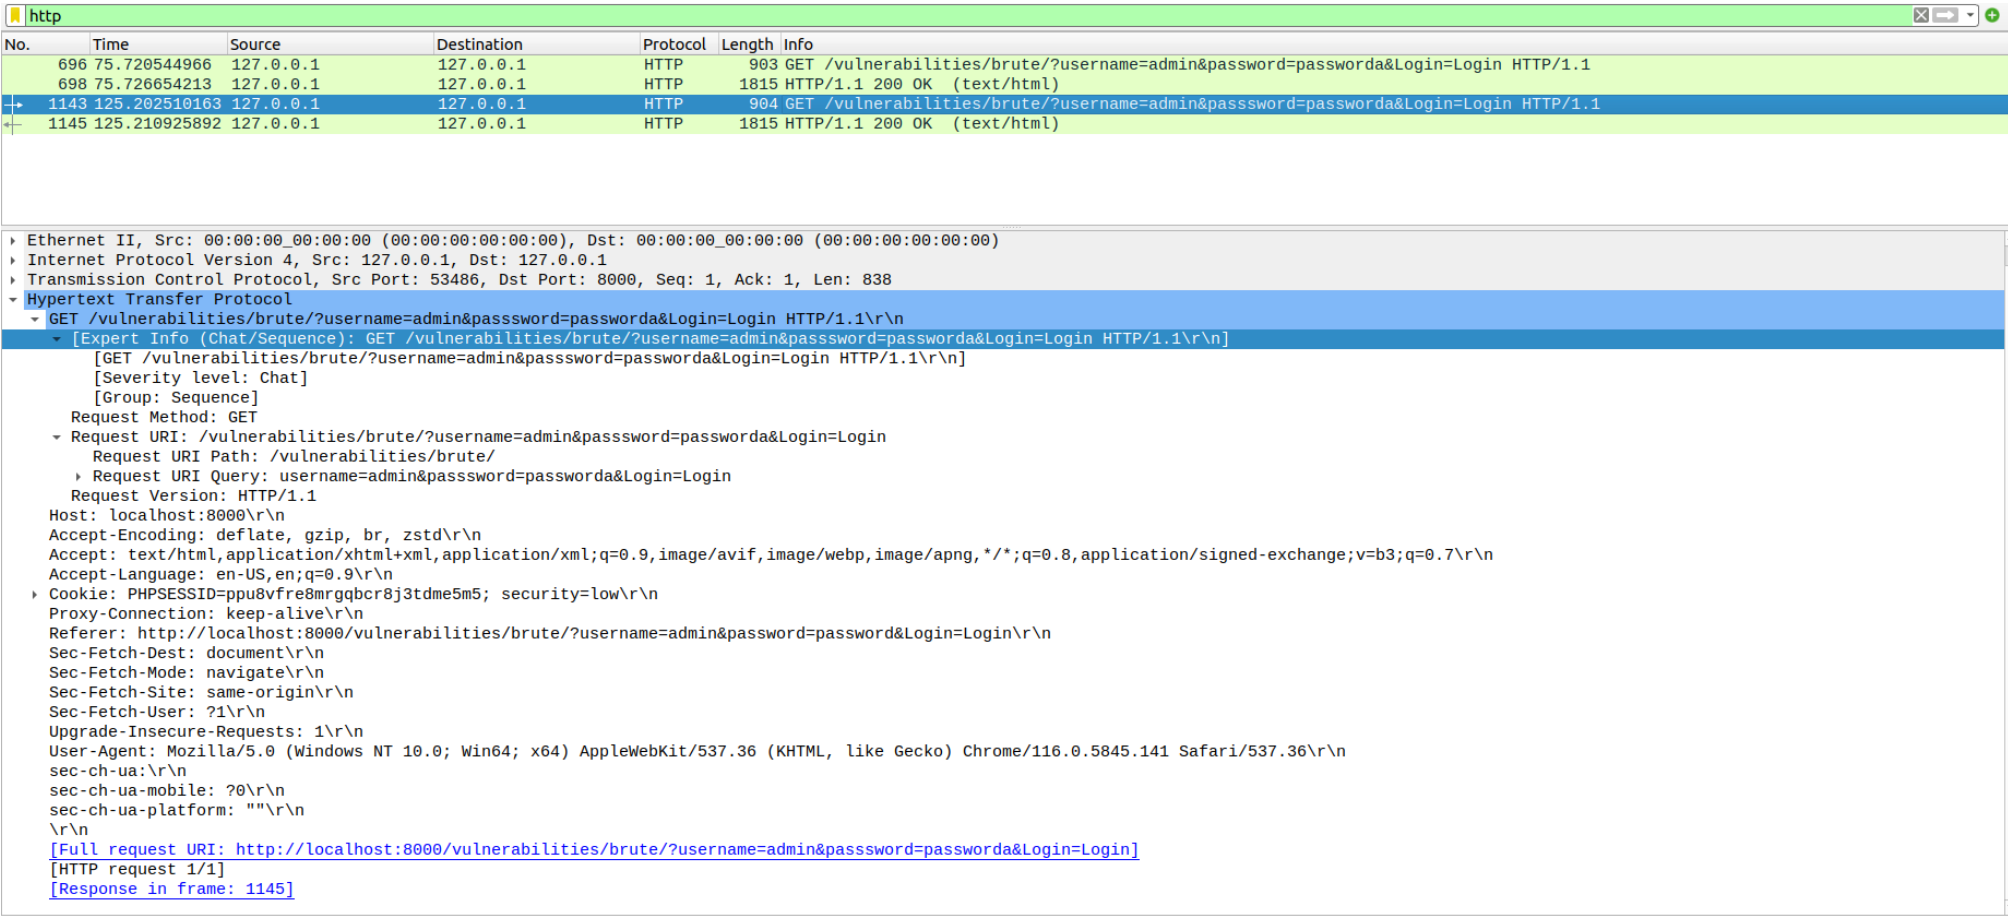 http
No. Time Source Destination Protocol Length Info
696 75.720544966 127.0.0.1 127.0.0.1 HTTP 903 GET /vulnerabilities/brute/?username=admin&password=passworda&Login=Login HTTP/1.1
698 75.726654213 127.0.0.1 127.0.0.1 HTTP 1815 HTTP/1.1 200 OK (text/html)
1143 125.202510163 127.0.0.1 127.0.0.1 HTTP 904 GET /vulnerabilities/brute/?username=admin&passsword=passworda&Login=Login HTTP/1.1
1145 125.210925892 127.0.0.1 127.0.0.1 HTTP 1815 HTTP/1.1 200 OK (text/html)
Ethernet II, Src: 00:00:00_00:00:00 (00:00:00:00:00:00), Dst: 00:00:00_00:00:00 (00:00:00:00:00:00)
Internet Protocol Version 4, Src: 127.0.0.1, Dst: 127.0.0.1
Transmission Control Protocol, Src Port: 53486, Dst Port: 8000, Seq: 1, Ack: 1, Len: 838
Hypertext Transfer Protocol
GET /vulnerabilities/brute/?username=admin&passsword=passworda&Login=Login HTTP/1.1\r\n
[Expert Info (Chat/Sequence): GET /vulnerabilities/brute/?username=admin&passsword=passworda&Login=Login HTTP/1.1\r\n]
[GET /vulnerabilities/brute/?username=admin&passsword=passworda&Login=Login HTTP/1.1\r\n]
[Severity level: Chat]
[Group: Sequence]
Request Method: GET
Request URI: /vulnerabilities/brute/?username=admin&passsword=passworda&Login=Login
Request URI Path: /vulnerabilities/brute/
Request URI Query: username=admin&passsword=passworda&Login=Login
Request Version: HTTP/1.1
Host: localhost:8000\r\n
Accept-Encoding: deflate, gzip, br, zstd\r\n
Accept: text/html,application/xhtml+xml,application/xml;q=0.9,image/avif,image/webp,image/apng,*/*;q=0.8,application/signed-exchange;v=b3;q=0.7\r\n
Accept-Language: en-US,en;q=0.9\r\n
Cookie: PHPSESSID=ppu8vfre8mrgqbcr8j3tdme5m5; security=low\r\n
Proxy-Connection: keep-alive\r\n
Referer: http://localhost:8000/vulnerabilities/brute/?username=admin&password=password&Login=Login\r\n
Sec-Fetch-Dest: document\r\n
Sec-Fetch-Mode: navigate\r\n
Sec-Fetch-Site: same-origin\r\n
Sec-Fetch-User: ?1\r\n
Upgrade-Insecure-Requests: 1\r\n
User-Agent: Mozilla/5.0 (Windows NT 10.0; Win64; x64) AppleWebKit/537.36 (KHTML, like Gecko) Chrome/116.0.5845.141 Safari/537.36\r\n
sec-ch-ua:\r\n
sec-ch-ua-mobile: ?0\r\n
sec-ch-ua-platform: ""\r\n
\r\n
[Full request URI: http://localhost:8000/vulnerabilities/brute/?username=admin&passsword=passworda&Login=Login]
[HTTP request 1/1]
[Response in frame: 1145]